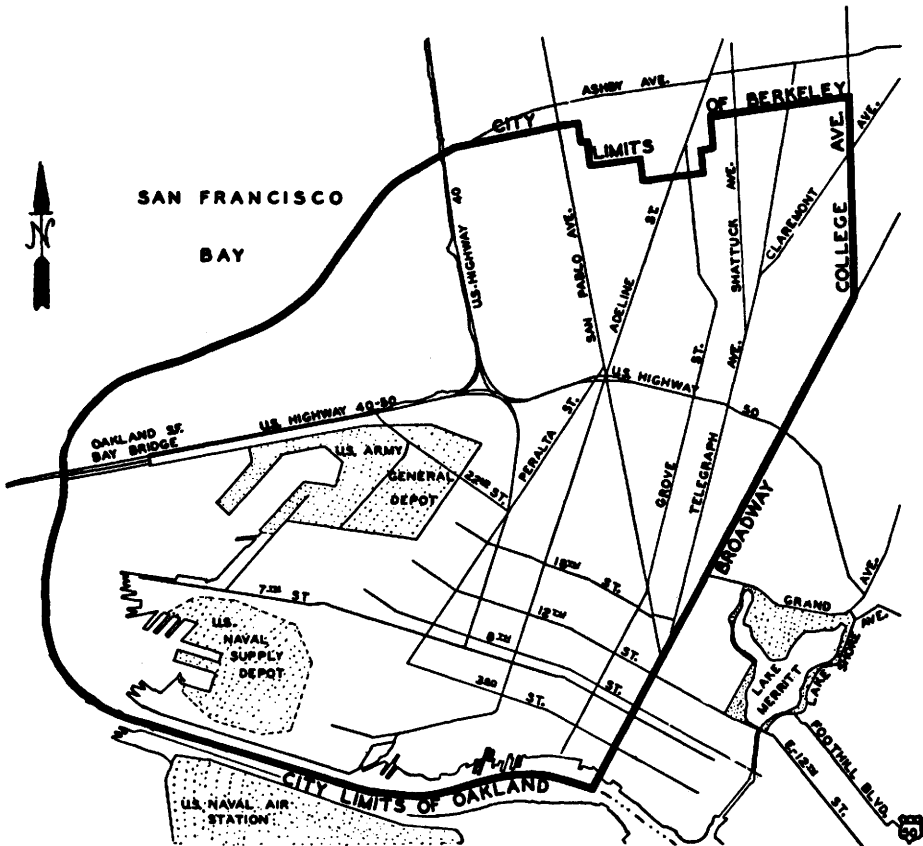 ASHBY AVE.
CITY LIMITS OF BERKELEY
SAN FRANCISCO
BAY
40
U.S. HIGHWAY
SAN PABLO AVE.
ADELINE ST.
SHATTUCK AVE.
CLAREMONT AVE.
COLLEGE AVE.
N
U.S. HIGHWAY 50
U.S. HIGHWAY 40-50
OAKLAND S.F.
BAY BRIDGE
U.S. ARMY
GENERAL
DEPOT
22ND ST.
PERALTA ST.
GROVE ST.
TELEGRAPH AVE.
BROADWAY
18TH ST.
12TH ST.
7TH ST
8TH ST.
3RD ST.
GRAND AVE.
LAKE
MERRITT
LAKE SHORE AVE.
U.S.
NAVAL
SUPPLY
DEPOT
FOOTHILL BLVD.
E. 12TH ST.
50
CITY LIMITS OF OAKLAND
U.S. NAVAL AIR
STATION